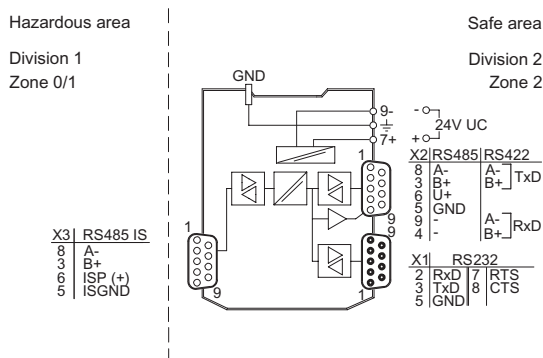 Hazardous area
Safe area
Division 1
Zone 0/1
Division 2
Zone 2
GND
9-
7+
- 
24V UC
+
1
9
9
1
1
9
X2 RS485 RS422
8 A- A- TxD
3 B+ B+
6 U+
5 GND
9 - A- RxD
4 - B+
X3 RS485 IS
8 A-
3 B+
6 ISP (+)
5 ISGND
X1 RS232
2 RxD 7 RTS
3 TxD 8 CTS
5 GND